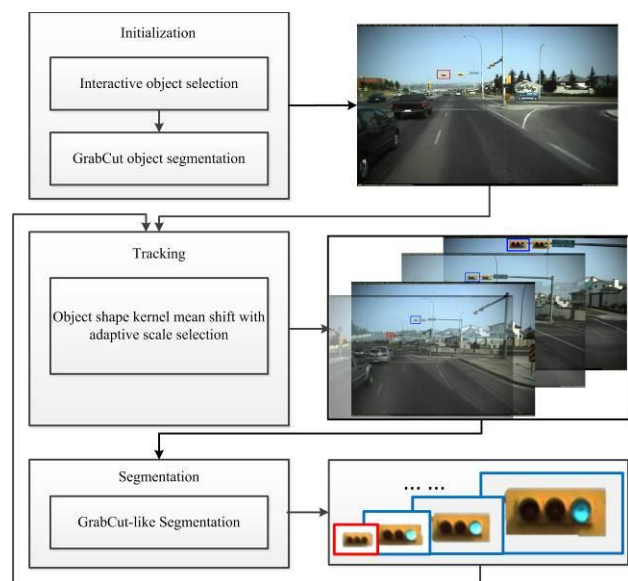 Initialization
Interactive object selection
GrabCut object segmentation
Tracking
Object shape kernel mean shift with
adaptive scale selection
Segmentation
GrabCut-like Segmentation
... ...